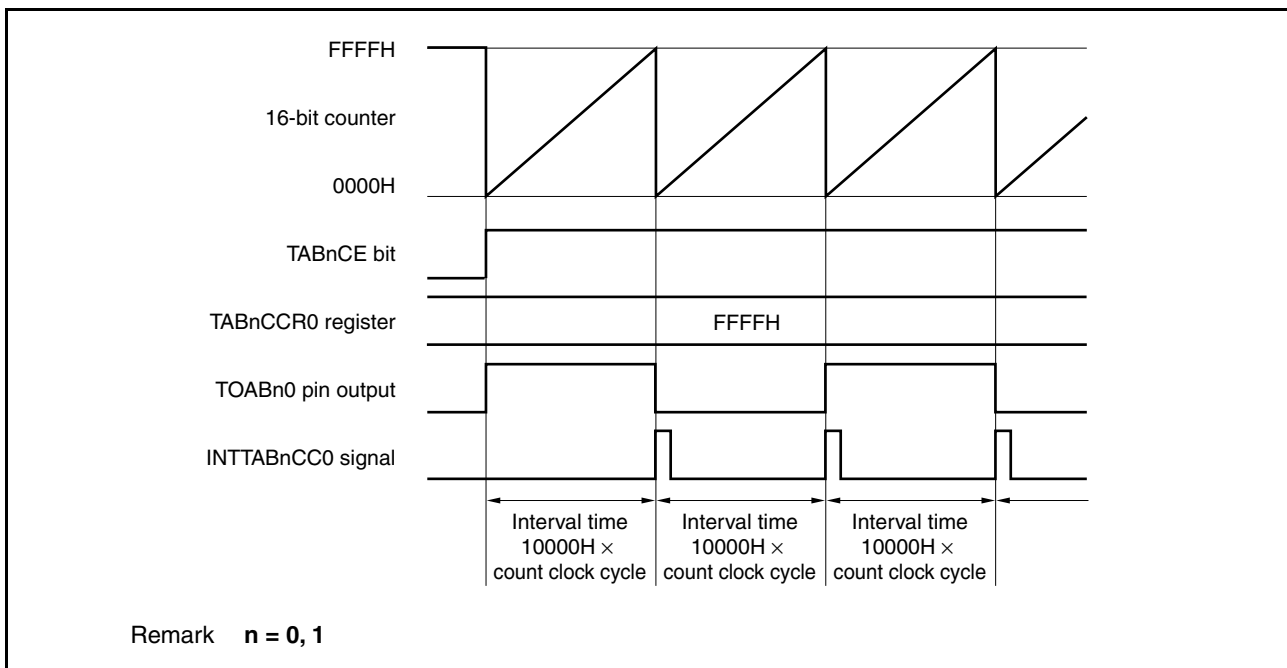 FFFFH
16-bit counter
0000H
TABnCE bit
TABnCCR0 register
FFFFH
TOABn0 pin output
INTTABnCC0 signal
Interval time
10000H ×
count clock cycle
Interval time
10000H ×
count clock cycle
Interval time
10000H ×
count clock cycle
Remark n = 0, 1